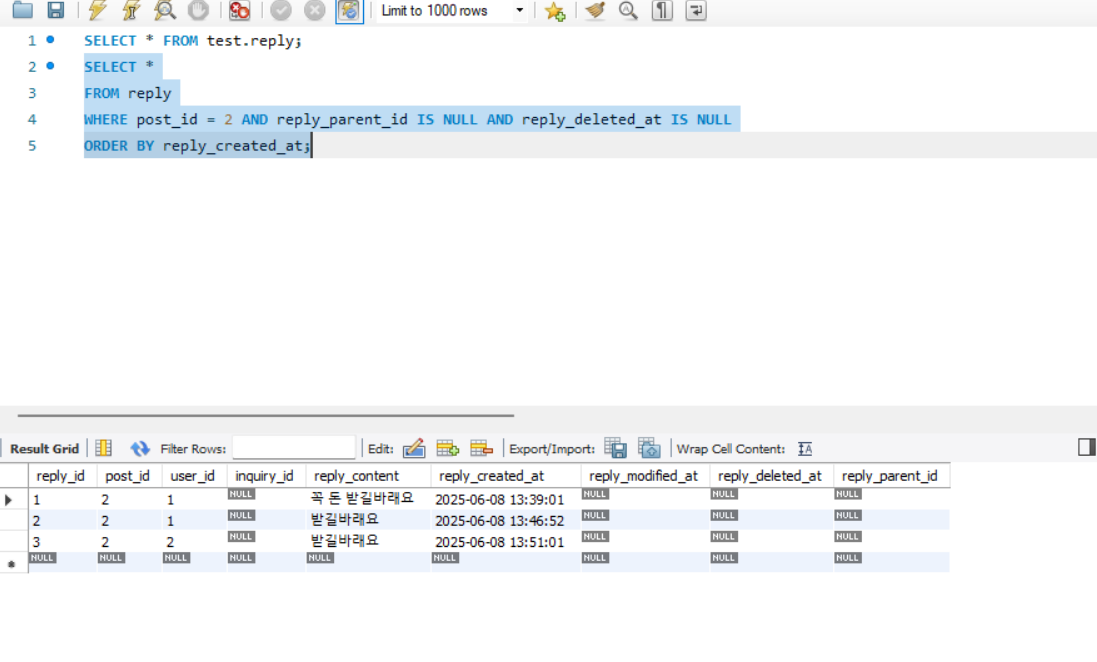 Limit to 1000 rows
1 SELECT * FROM test.reply;
2 SELECT *
3 FROM reply
4 WHERE post_id = 2 AND reply_parent_id IS NULL AND reply_deleted_at IS NULL
5 ORDER BY reply_created_at;
Result Grid Filter Rows: Edit: Export/Import: Wrap Cell Content: IA
reply_id post_id user_id inquiry_id reply_content reply_created_at reply_modified_at reply_deleted_at reply_parent_id
1 2 1 NULL 꼭 돈 받길바래요 2025-06-08 13:39:01 NULL NULL NULL
2 2 1 NULL 받길바래요 2025-06-08 13:46:52 NULL NULL NULL
3 2 2 NULL 받길바래요 2025-06-08 13:51:01 NULL NULL NULL
NULL NULL NULL NULL NULL NULL NULL NULL NULL